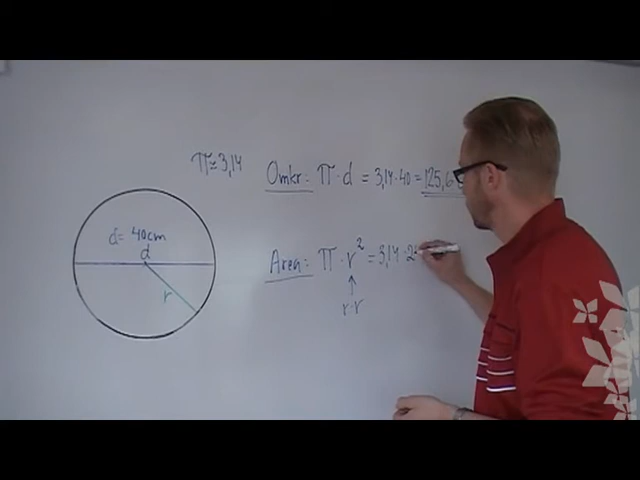 π≈3,14
Omkr: π·d = 3,14·40 = 125,6
d = 40cm
d
r
Area: π·r² = 3,14·2
r·r